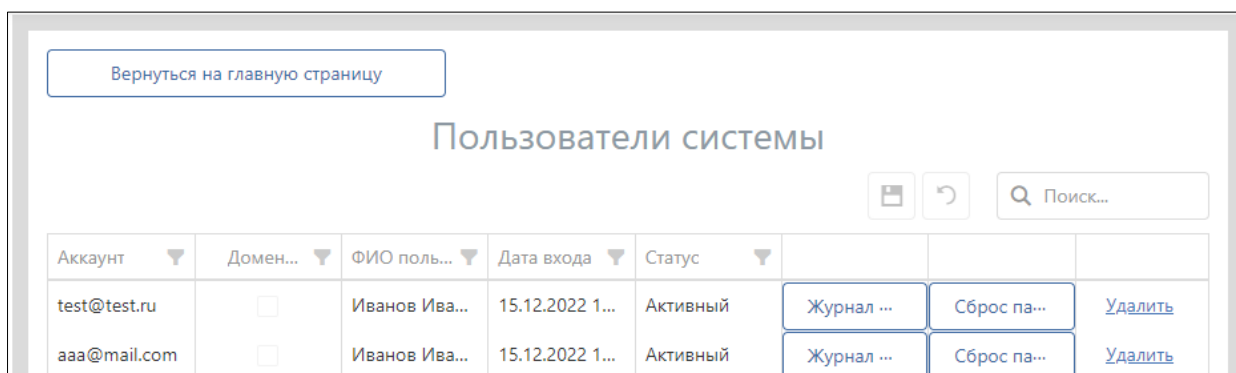 Вернуться на главную страницу
Пользователи системы
Поиск...
Аккаунт Домен... ФИО поль... Дата входа Статус
test@test.ru Иванов Ива... 15.12.2022 1... Активный Журнал ... Сброс па... Удалить
aaa@mail.com Иванов Ива... 15.12.2022 1... Активный Журнал ... Сброс па... Удалить